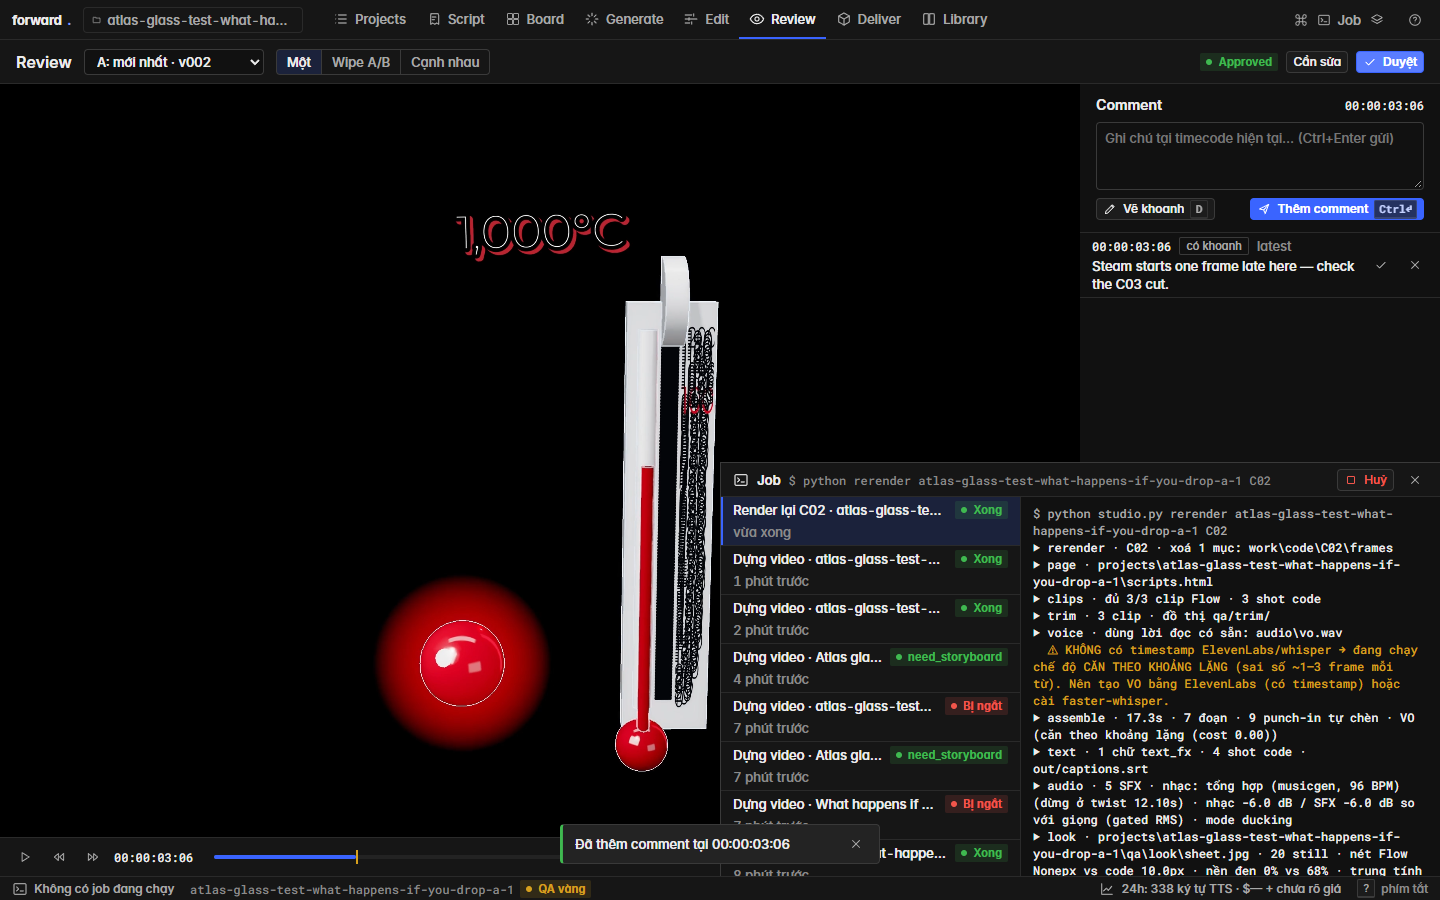 forward .
atlas-glass-test-what-ha...
Projects
Script
Board
Generate
Edit
Review
Deliver
Library
Job
Review
A: mới nhất · v002
Một
Wipe A/B
Cạnh nhau
Approved
Cần sửa
Duyệt
1,000°C
Comment
00:00:03:06
Ghi chú tại timecode hiện tại... (Ctrl+Enter gửi)
Vẽ khoanh D
Thêm comment Ctrl↵
00:00:03:06 có khoanh latest
Steam starts one frame late here — check
the C03 cut.
Job $ python rerender atlas-glass-test-what-happens-if-you-drop-a-1 C02
Huỷ
Render lại C02 · atlas-glass-te... Xong
vừa xong
Dựng video · atlas-glass-test-... Xong
1 phút trước
Dựng video · atlas-glass-test-... Xong
2 phút trước
Dựng video · Atlas gla... need_storyboard
4 phút trước
Dựng video · atlas-glass-test... Bị ngắt
7 phút trước
Dựng video · Atlas gla... need_storyboard
7 phút trước
Dựng video · What happens if ... Bị ngắt
at-happe... Xong
$ python studio.py rerender atlas-glass-test-what-
happens-if-you-drop-a-1 C02
▶ rerender · C02 · xoá 1 mục: work\code\C02\frames
▶ page · projects\atlas-glass-test-what-happens-if-
you-drop-a-1\scripts.html
▶ clips · đủ 3/3 clip Flow · 3 shot code
▶ trim · 3 clip · đồ thị qa/trim/
▶ voice · dùng lời đọc có sẵn: audio\vo.wav
⚠ KHÔNG có timestamp ElevenLabs/whisper → đang chạy
chế độ CĂN THEO KHOẢNG LẶNG (sai số ~1–3 frame mỗi
từ). Nên tạo VO bằng ElevenLabs (có timestamp) hoặc
cài faster-whisper.
▶ assemble · 17.3s · 7 đoạn · 9 punch-in tự chèn · VO
(căn theo khoảng lặng (cost 0.00))
▶ text · 1 chữ text_fx · 4 shot code ·
out/captions.srt
▶ audio · 5 SFX · nhạc: tổng hợp (musicgen, 96 BPM)
(dừng ở twist 12.10s) · nhạc -6.0 dB / SFX -6.0 dB so
với giọng (gated RMS) · mode ducking
▶ look · projects\atlas-glass-test-what-happens-if-
you-drop-a-1\qa\look\sheet.jpg · 20 still · nét Flow
Nonepx vs code 10.0px · nền đen 0% vs 68% · trung tính
00:00:03:06
Đã thêm comment tại 00:00:03:06
Không có job đang chạy
atlas-glass-test-what-happens-if-you-drop-a-1
QA vàng
24h: 338 ký tự TTS · $— + chưa rõ giá
? phím tắt